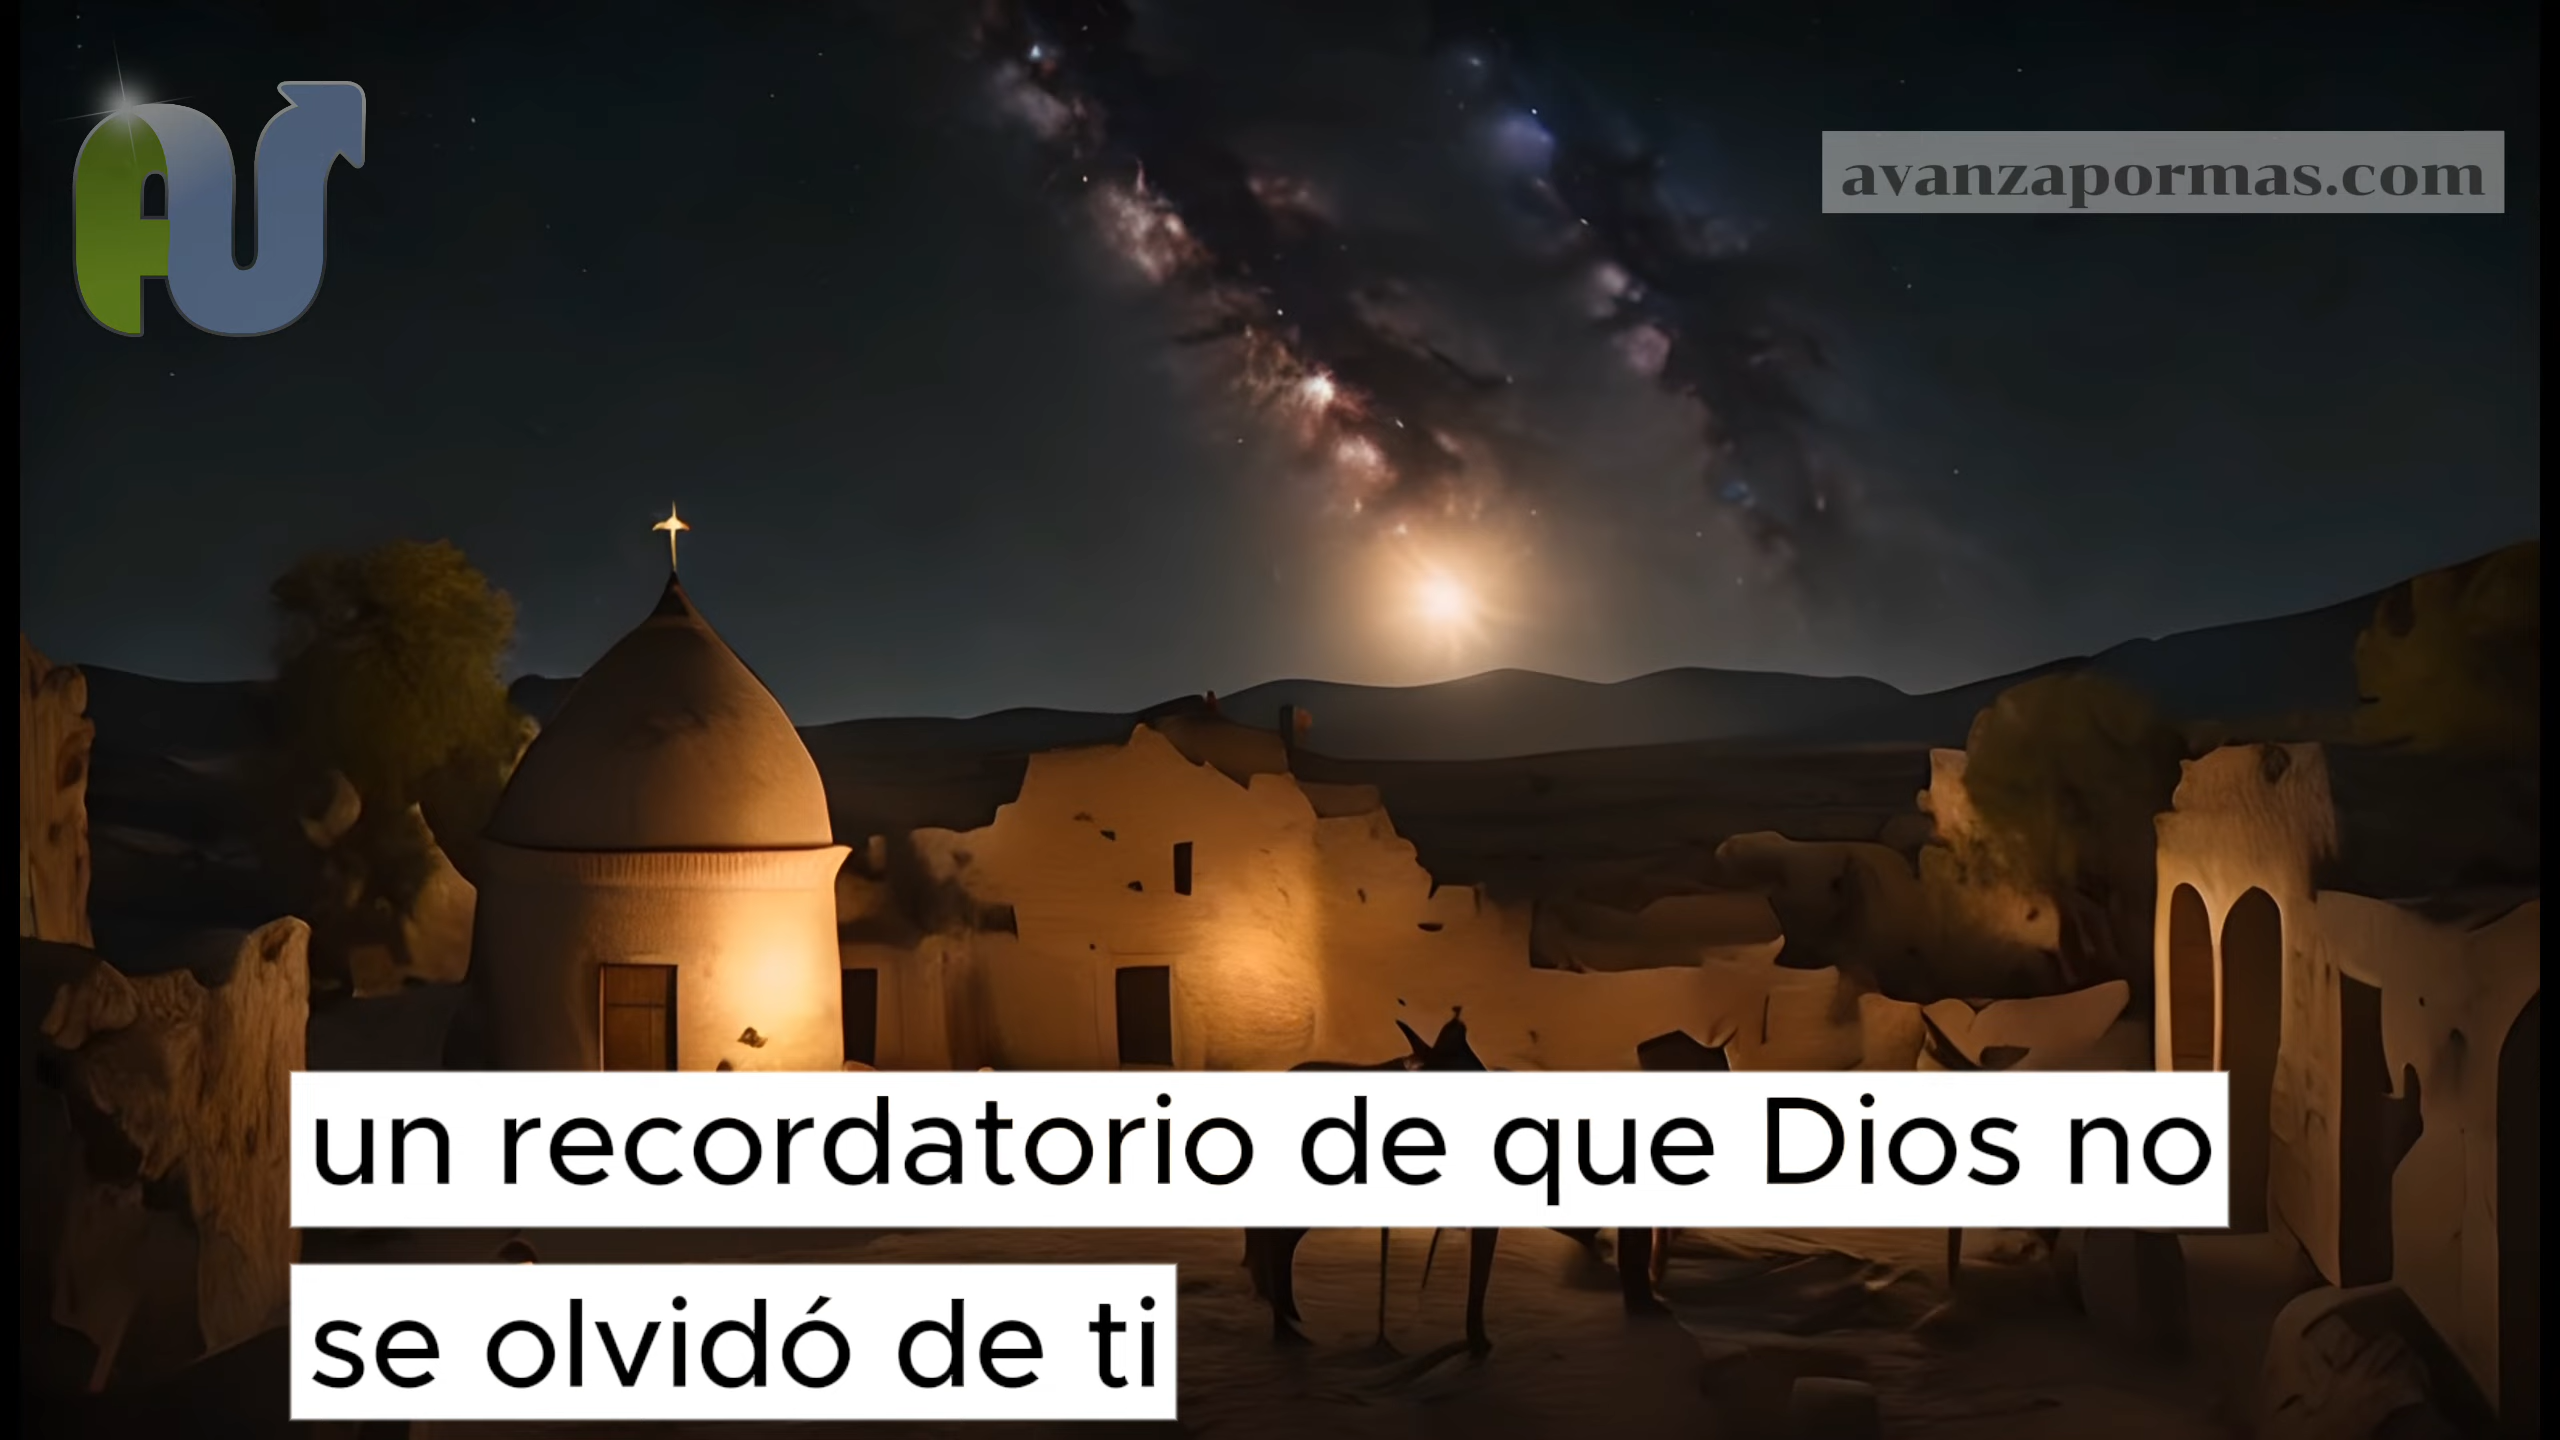 avanzapormas.com
un recordatorio de que Dios no
se olvidó de ti